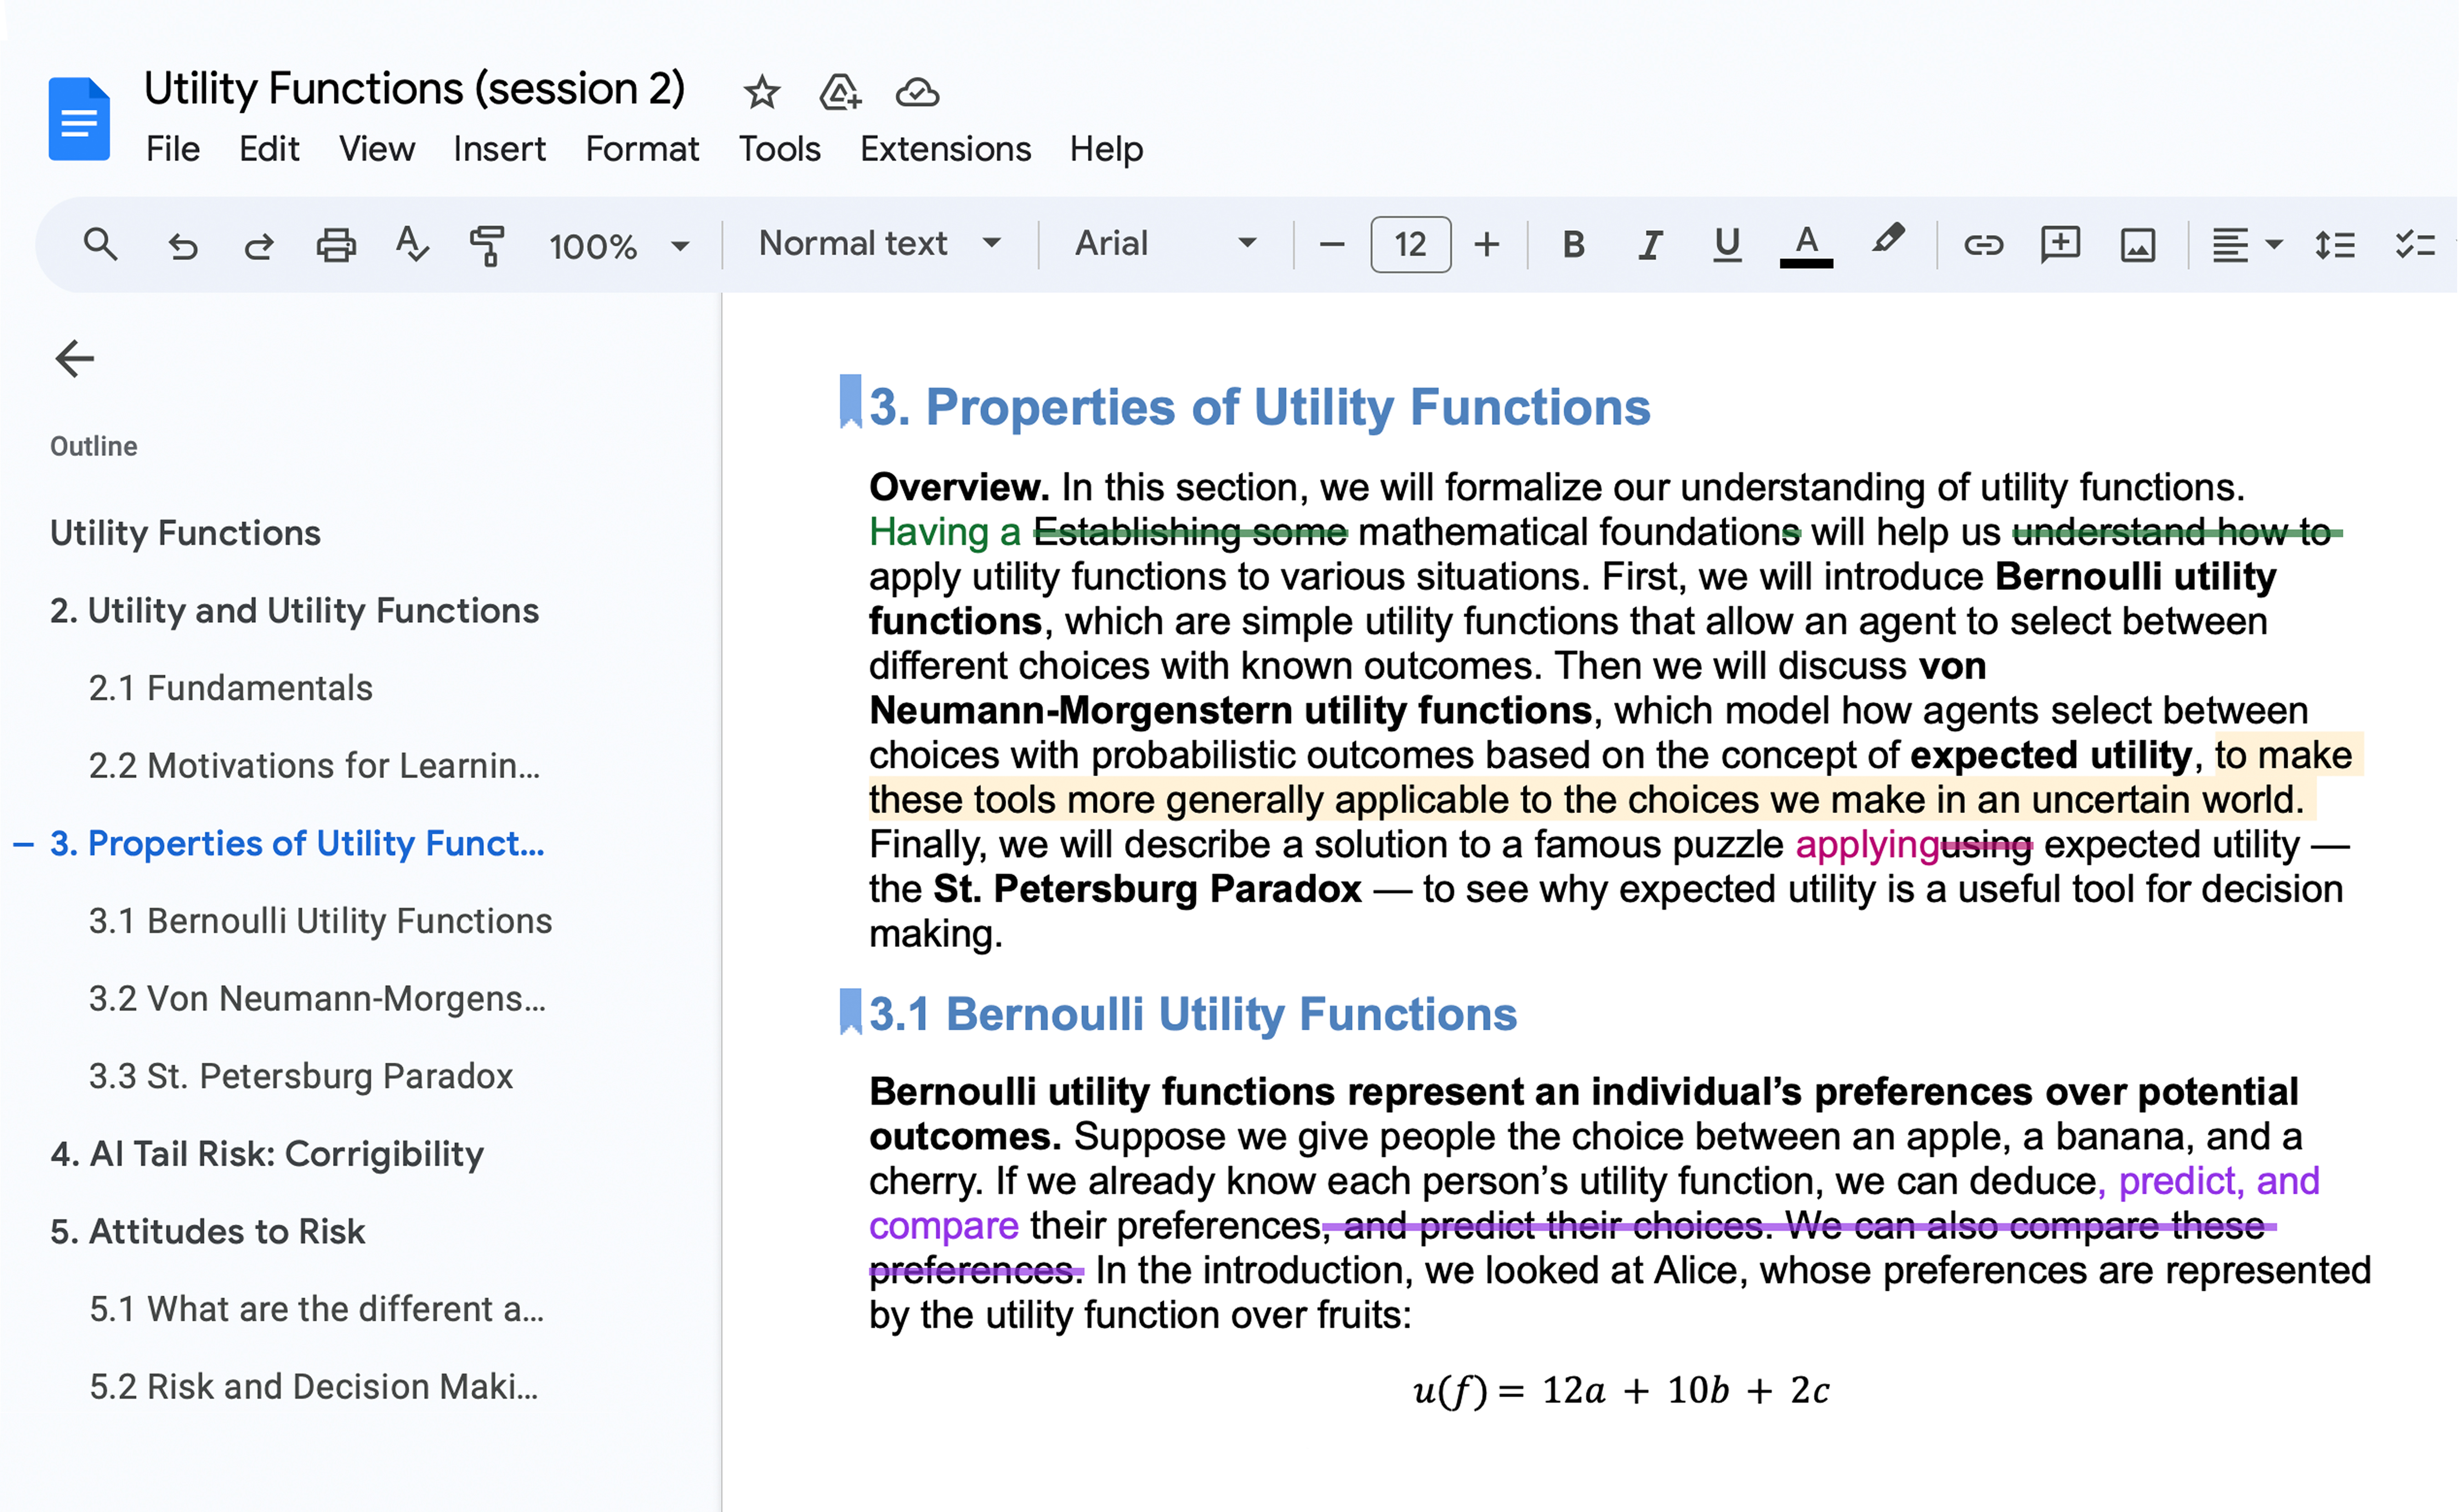 Utility Functions (session 2)
File Edit View Insert Format Tools Extensions Help
100% Normal text Arial 12 B I U A
Outline
Utility Functions
2. Utility and Utility Functions
2.1 Fundamentals
2.2 Motivations for Learnin...
3. Properties of Utility Funct...
3.1 Bernoulli Utility Functions
3.2 Von Neumann-Morgens...
3.3 St. Petersburg Paradox
4. AI Tail Risk: Corrigibility
5. Attitudes to Risk
5.1 What are the different a...
5.2 Risk and Decision Maki...
3. Properties of Utility Functions
Overview. In this section, we will formalize our understanding of utility functions.
Having a Establishing some mathematical foundations will help us understand how to
apply utility functions to various situations. First, we will introduce Bernoulli utility
functions, which are simple utility functions that allow an agent to select between
different choices with known outcomes. Then we will discuss von
Neumann-Morgenstern utility functions, which model how agents select between
choices with probabilistic outcomes based on the concept of expected utility, to make
these tools more generally applicable to the choices we make in an uncertain world.
Finally, we will describe a solution to a famous puzzle applyingusing expected utility —
the St. Petersburg Paradox — to see why expected utility is a useful tool for decision
making.
3.1 Bernoulli Utility Functions
Bernoulli utility functions represent an individual’s preferences over potential
outcomes. Suppose we give people the choice between an apple, a banana, and a
cherry. If we already know each person’s utility function, we can deduce, predict, and
compare their preferences, and predict their choices. We can also compare these
preferences. In the introduction, we looked at Alice, whose preferences are represented
by the utility function over fruits:
u(f) = 12a + 10b + 2c